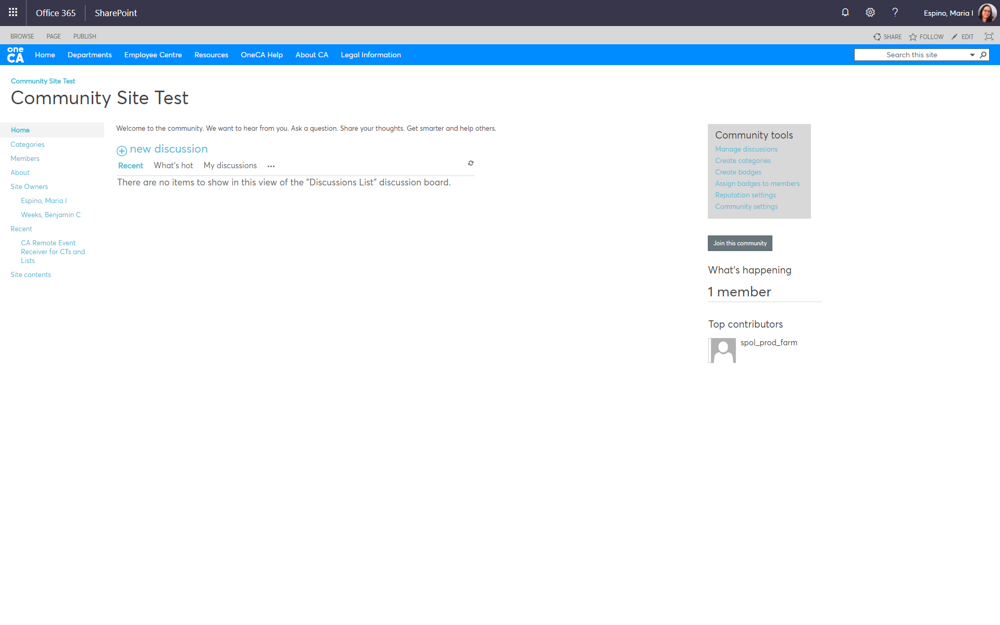 Office 365
SharePoint
?
Espino, Maria I
BROWSE
PAGE
PUBLISH
SHARE
FOLLOW
EDIT
one
CA
Home
Departments
Employee Centre
Resources
OneCA Help
About CA
Legal Information
Search this site
Community Site Test
Community Site Test
Home
Categories
Members
About
Site Owners
Espino, Maria I
Weeks, Benjamin C
Recent
CA Remote Event
Receiver for CTs and
Lists
Site contents
Welcome to the community. We want to hear from you. Ask a question. Share your thoughts. Get smarter and help others.
new discussion
Recent
What's hot
My discussions
...
There are no items to show in this view of the "Discussions List" discussion board.
Community tools
Manage discussions
Create categories
Create badges
Assign badges to members
Reputation settings
Community settings
Join this community
What's happening
1 member
Top contributors
spol_prod_farm